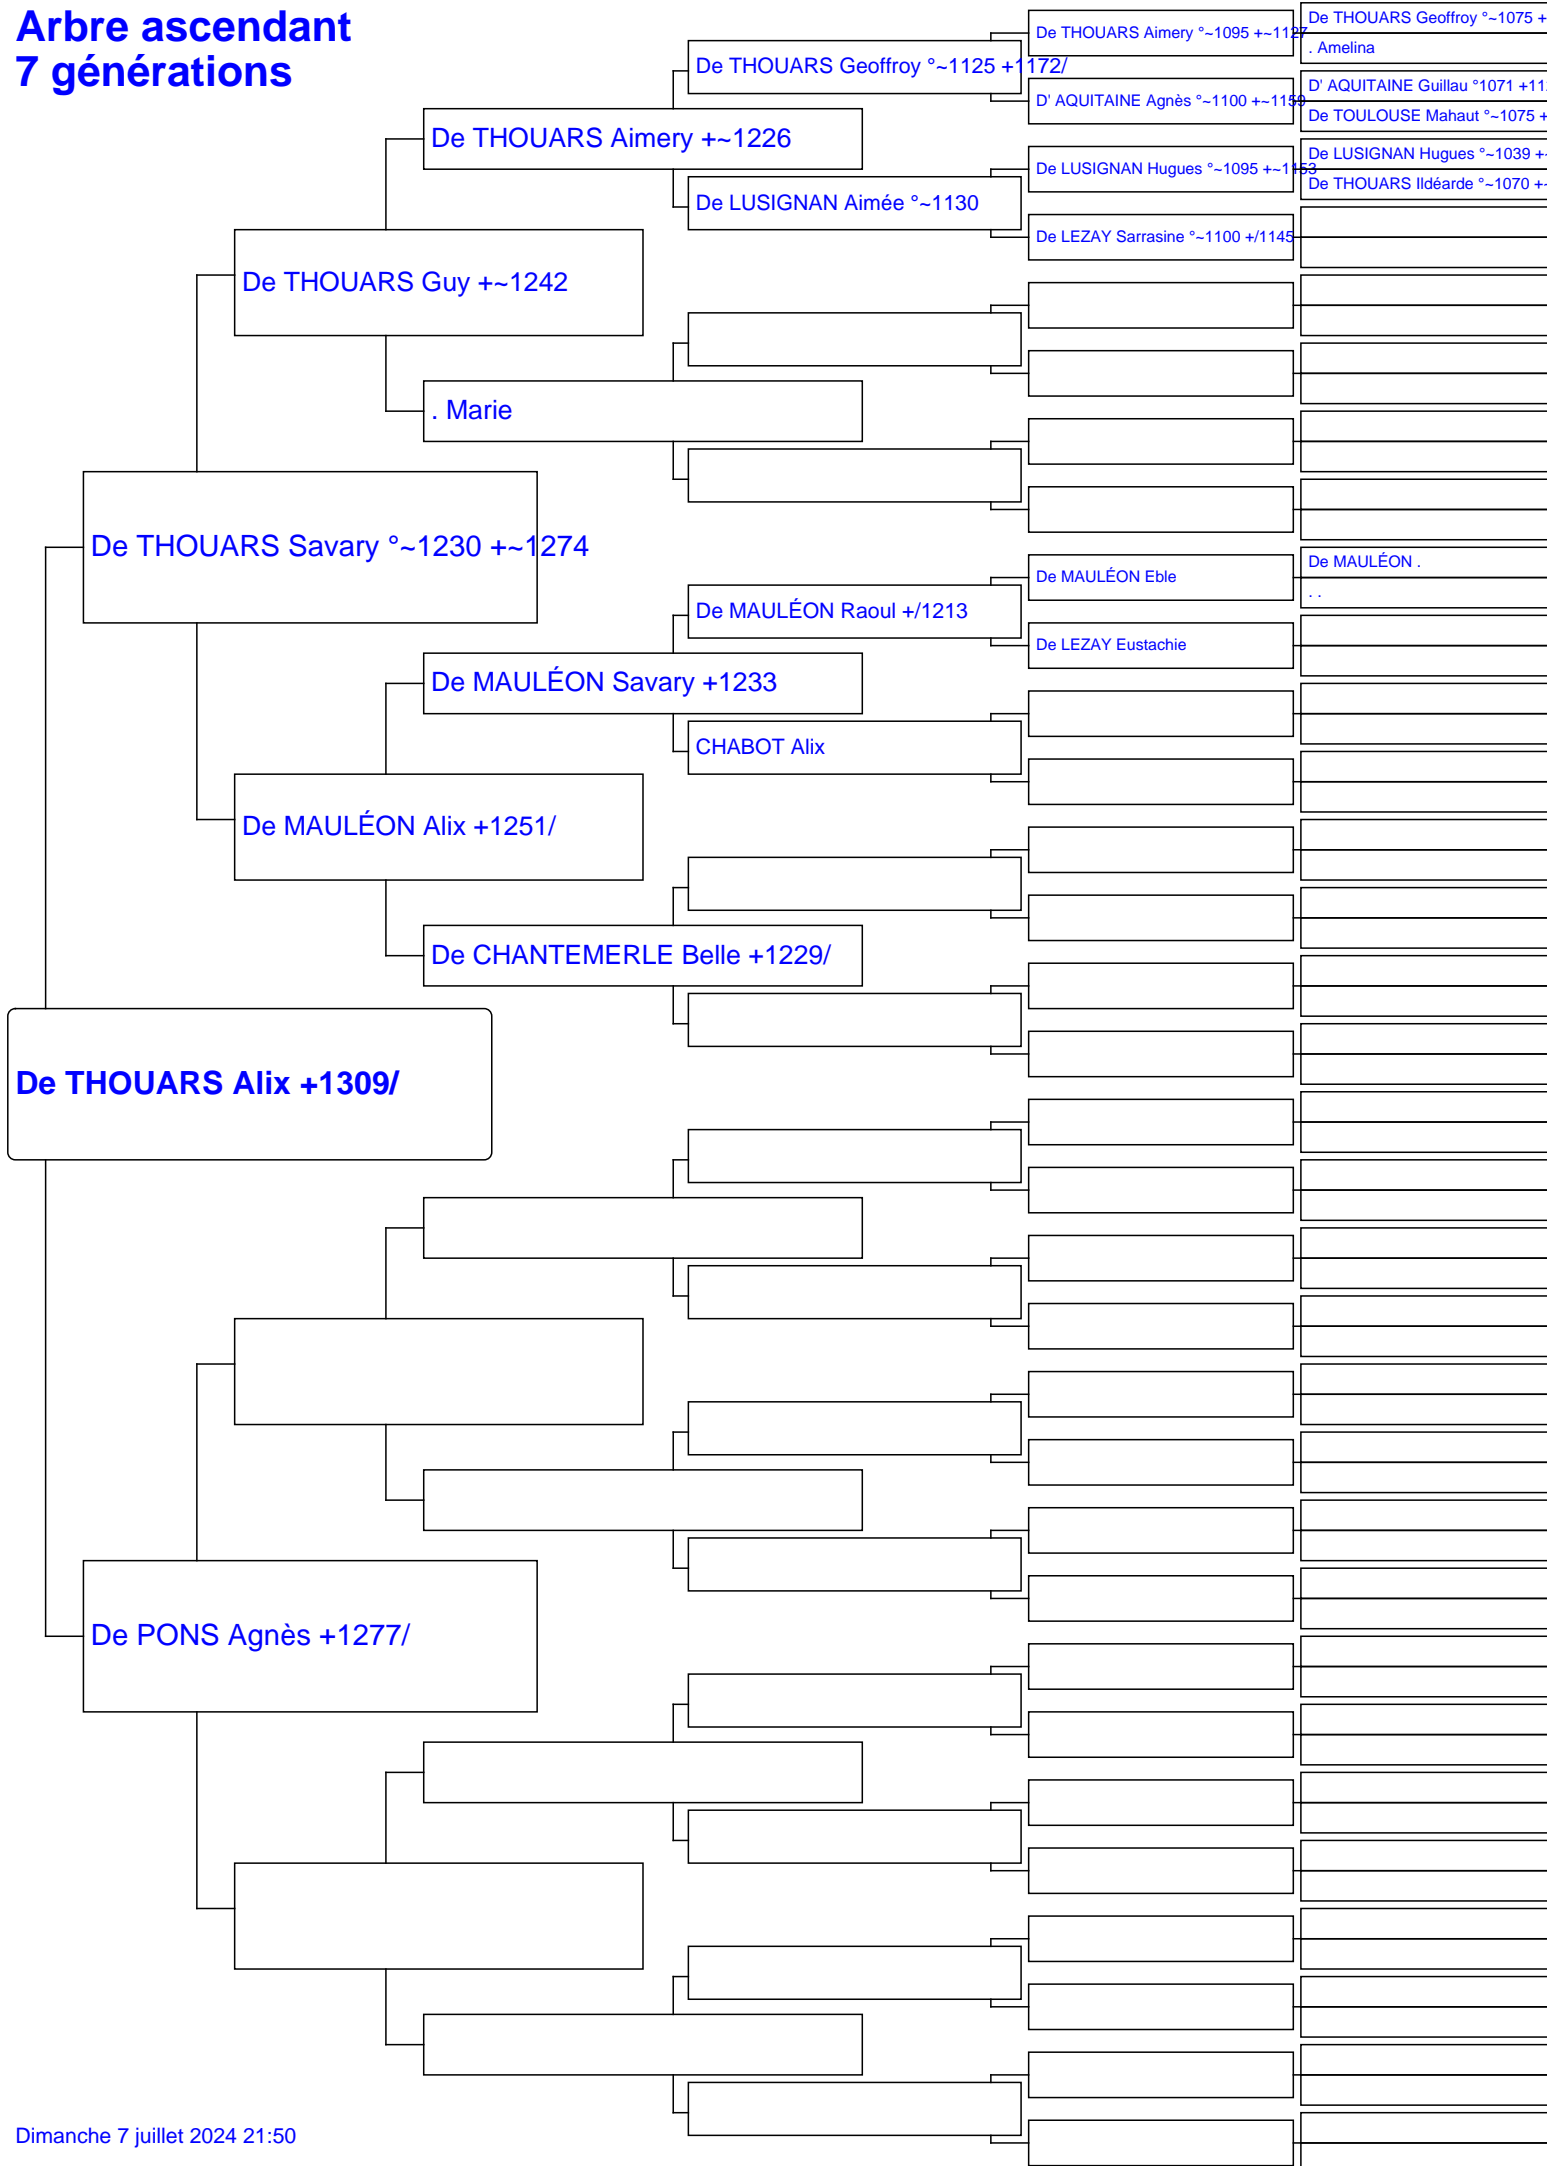 Arbre ascendant
7 générations
De THOUARS Geoffroy °~1075 +
De THOUARS Aimery °~1095 +~1127
. Amelina
De THOUARS Geoffroy °~1125 +1172/
D' AQUITAINE Guillau °1071 +11
D' AQUITAINE Agnès °~1100 +~1159
De TOULOUSE Mahaut °~1075 +
De THOUARS Aimery +~1226
De LUSIGNAN Hugues °~1039 +~
De LUSIGNAN Hugues °~1095 +~1153
De THOUARS Ildéarde °~1070 +~
De LUSIGNAN Aimée °~1130
De LEZAY Sarrasine °~1100 +/1145
De THOUARS Guy +~1242
. Marie
De THOUARS Savary °~1230 +~1274
De MAULÉON .
De MAULÉON Eble
. .
De MAULÉON Raoul +/1213
De LEZAY Eustachie
De MAULÉON Savary +1233
CHABOT Alix
De MAULÉON Alix +1251/
De CHANTEMERLE Belle +1229/
De THOUARS Alix +1309/
De PONS Agnès +1277/
Dimanche 7 juillet 2024 21:50